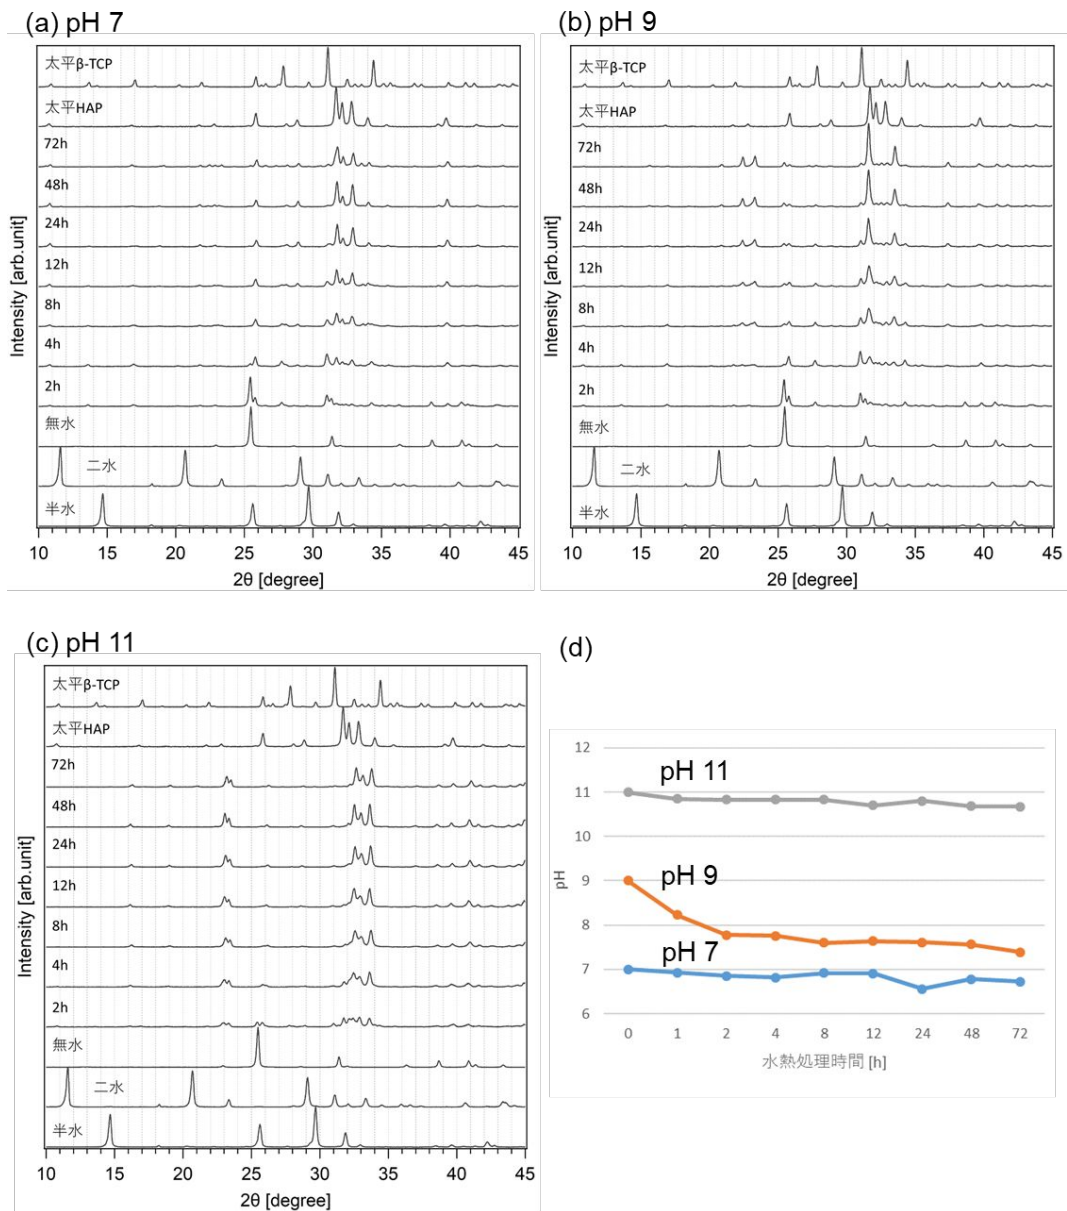 (a) pH 7
太平β-TCP
太平HAP
72h
48h
24h
12h
8h
4h
2h
無水
二水
半水
Intensity [arb.unit]
10 15 20 25 30 35 40 45
2θ [degree]
(b) pH 9
太平β-TCP
太平HAP
72h
48h
24h
12h
8h
4h
2h
無水
二水
半水
Intensity [arb.unit]
10 15 20 25 30 35 40 45
2θ [degree]
(c) pH 11
太平β-TCP
太平HAP
72h
48h
24h
12h
8h
4h
2h
無水
二水
半水
Intensity [arb.unit]
10 15 20 25 30 35 40 45
2θ [degree]
(d)
12
11
10
9
8
7
6
pH
pH 11
pH 9
pH 7
0 1 2 4 8 12 24 48 72
水熱処理時間 [h]